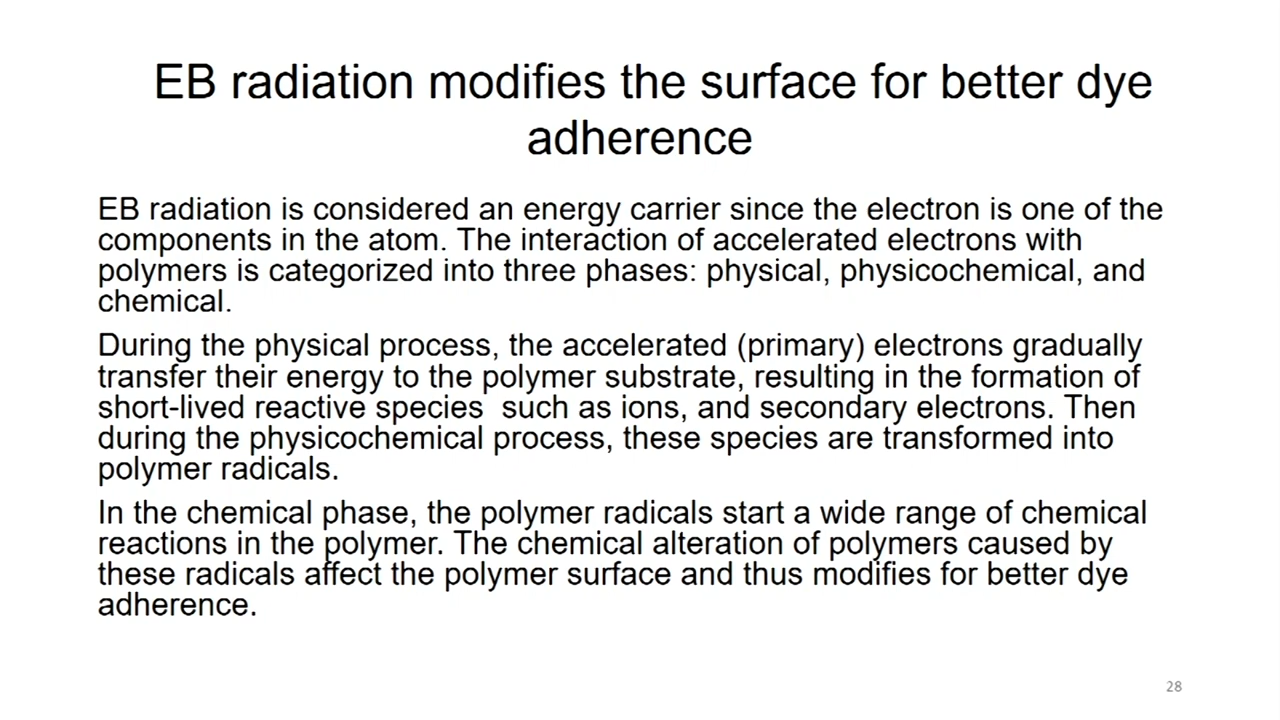 EB radiation modifies the surface for better dye
adherence
EB radiation is considered an energy carrier since the electron is one of the
components in the atom. The interaction of accelerated electrons with
polymers is categorized into three phases: physical, physicochemical, and
chemical.
During the physical process, the accelerated (primary) electrons gradually
transfer their energy to the polymer substrate, resulting in the formation of
short-lived reactive species  such as ions, and secondary electrons. Then
during the physicochemical process, these species are transformed into
polymer radicals.
In the chemical phase, the polymer radicals start a wide range of chemical
reactions in the polymer. The chemical alteration of polymers caused by
these radicals affect the polymer surface and thus modifies for better dye
adherence.
28